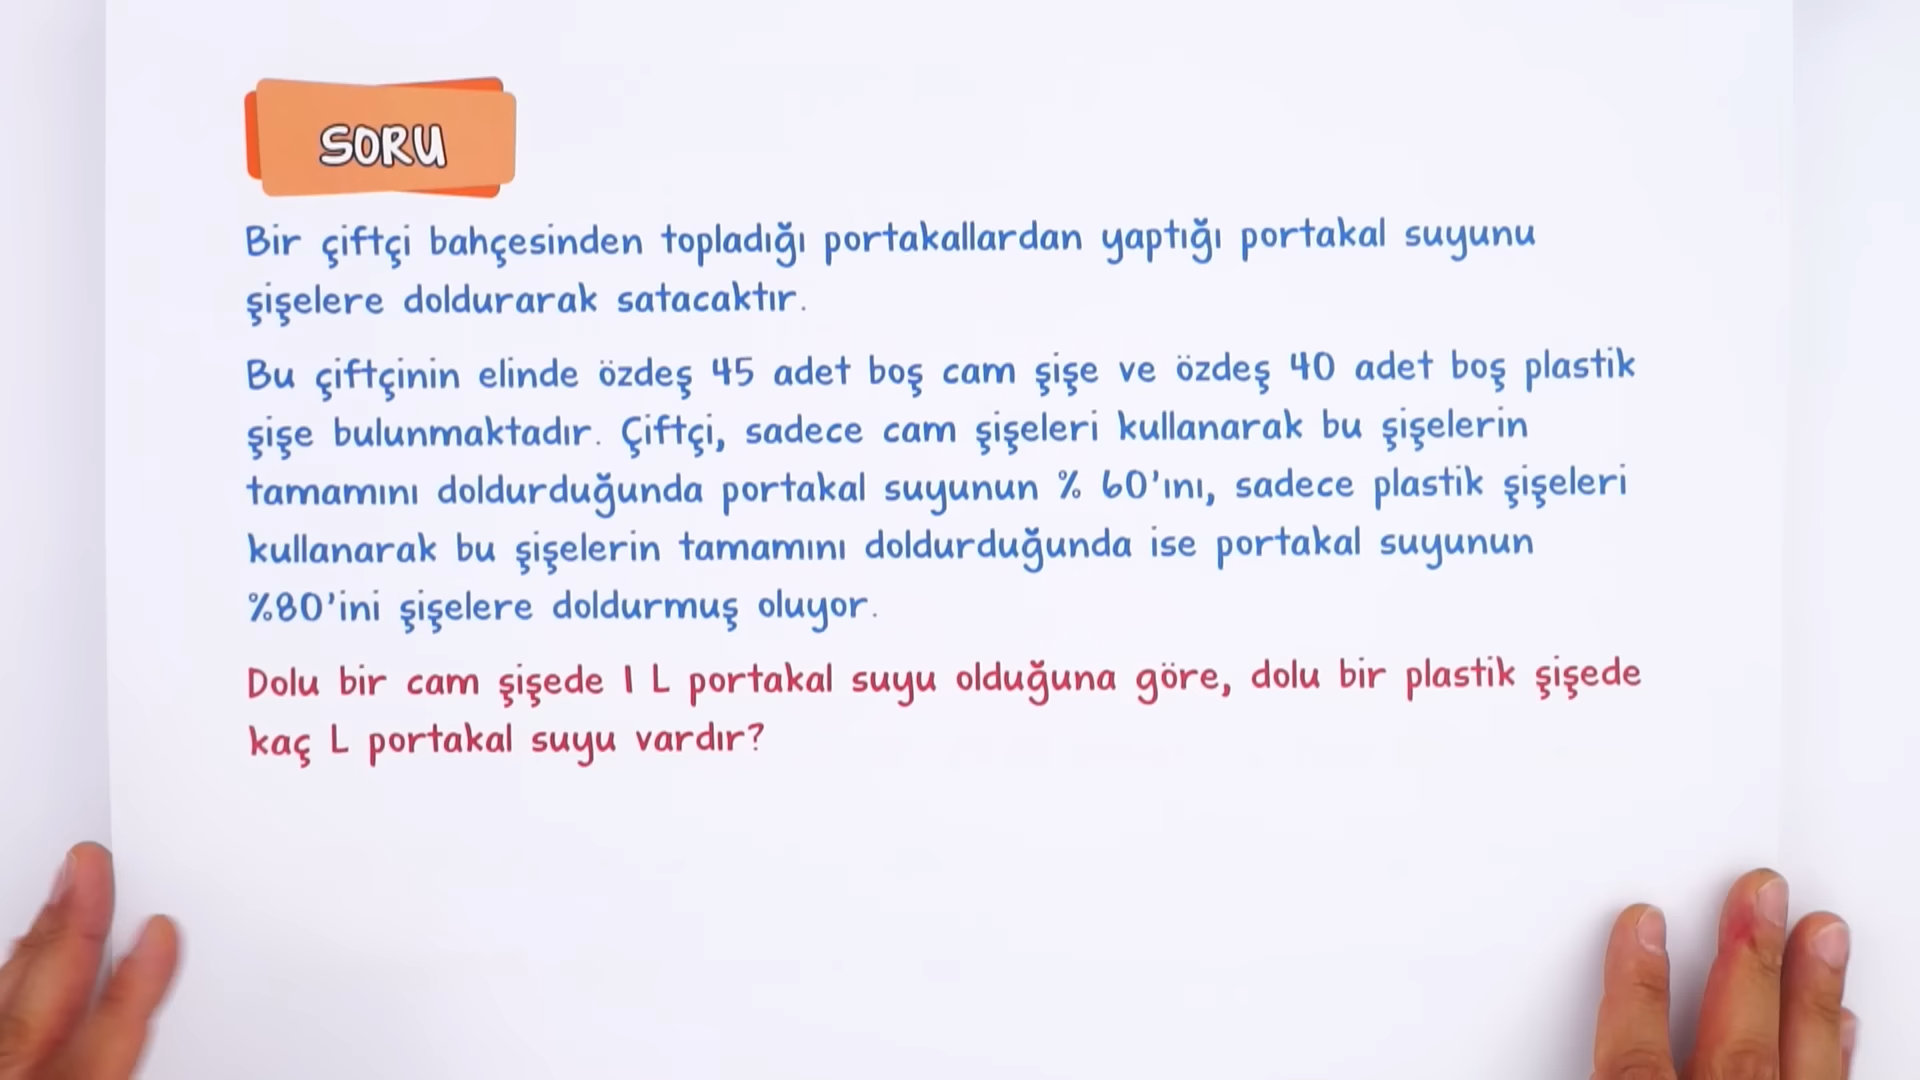 SORU
Bir çiftçi bahçesinden topladığı portakallardan yaptığı portakal suyunu
şişelere doldurarak satacaktır.
Bu çiftçinin elinde özdeş 45 adet boş cam şişe ve özdeş 40 adet boş plastik
şişe bulunmaktadır. Çiftçi, sadece cam şişeleri kullanarak bu şişelerin
tamamını doldurduğunda portakal suyunun % 60'ını, sadece plastik şişeleri
kullanarak bu şişelerin tamamını doldurduğunda ise portakal suyunun
%80'ini şişelere doldurmuş oluyor.
Dolu bir cam şişede 1 L portakal suyu olduğuna göre, dolu bir plastik şişede
kaç L portakal suyu vardır?